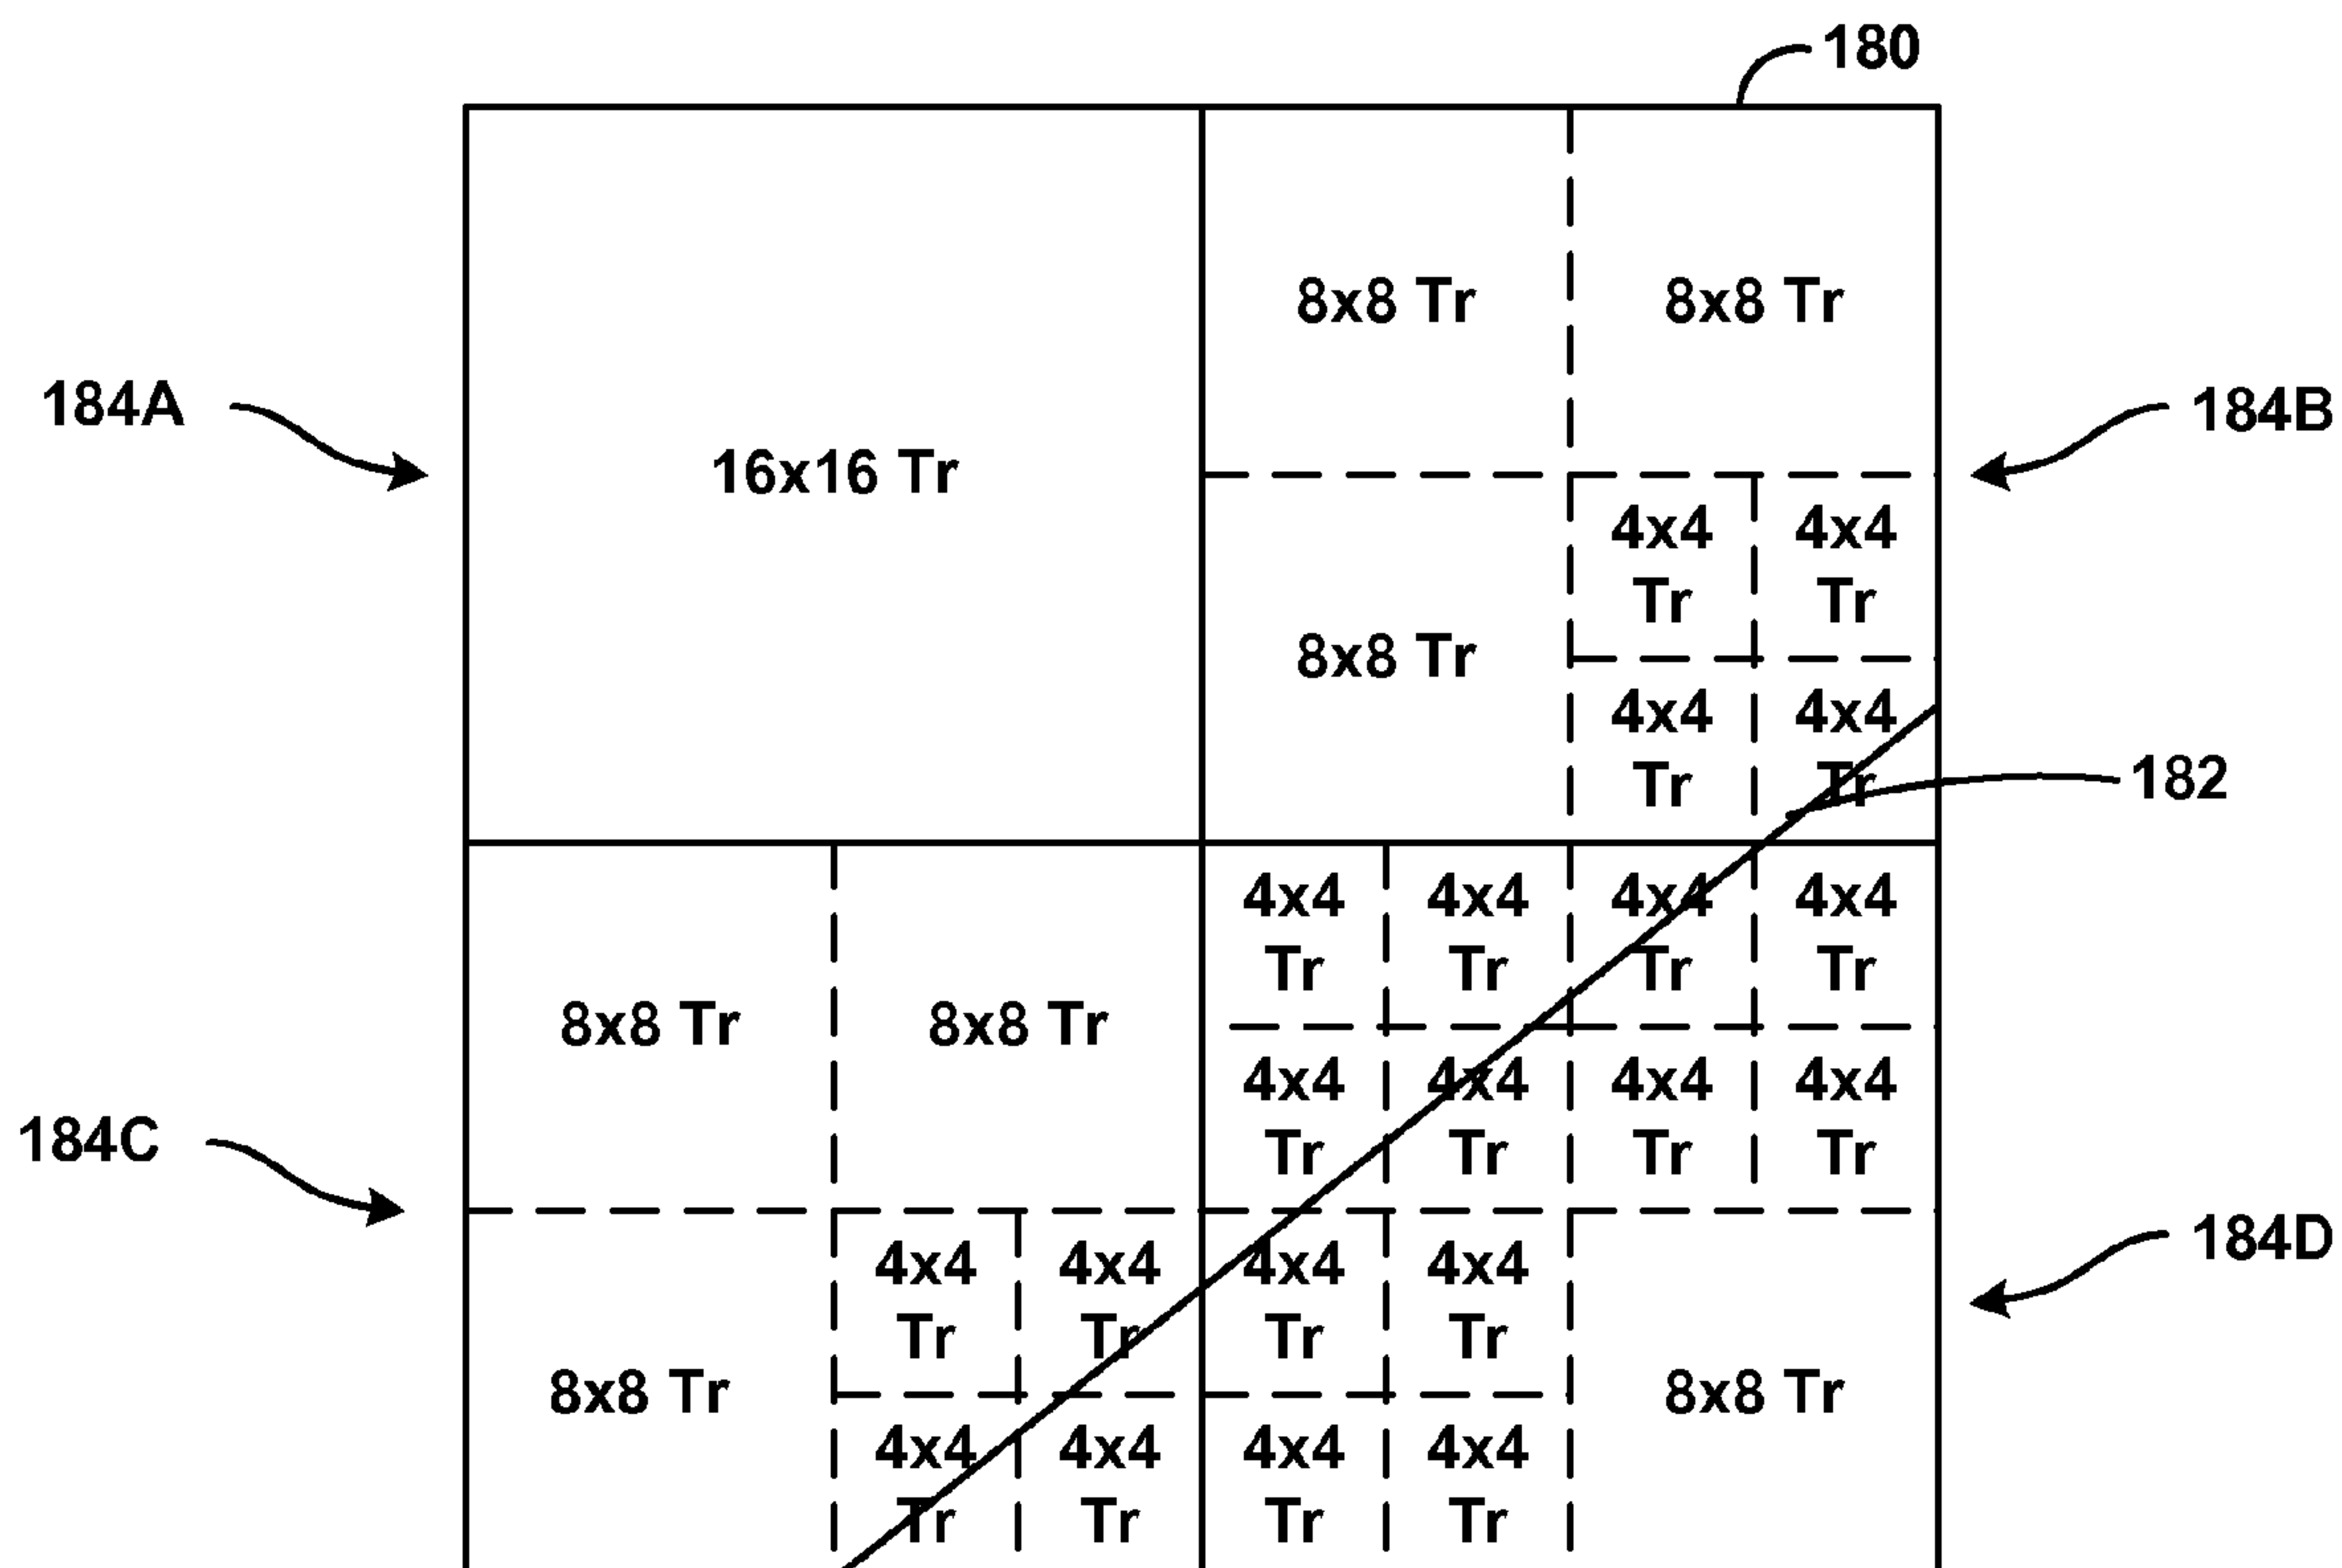 180
8x8 Tr 8x8 Tr
184A
184B
16x16 Tr
4x4 4x4
Tr Tr
8x8 Tr
4x4 4x4
Tr Tr
182
4x4 4x4 4x4 4x4
Tr Tr Tr Tr
8x8 Tr 8x8 Tr
4x4 4x4 4x4 4x4
184C
Tr Tr Tr Tr
184D
4x4 4x4 4x4 4x4
Tr Tr Tr Tr
8x8 Tr 8x8 Tr
4x4 4x4 4x4 4x4
Tr Tr Tr Tr